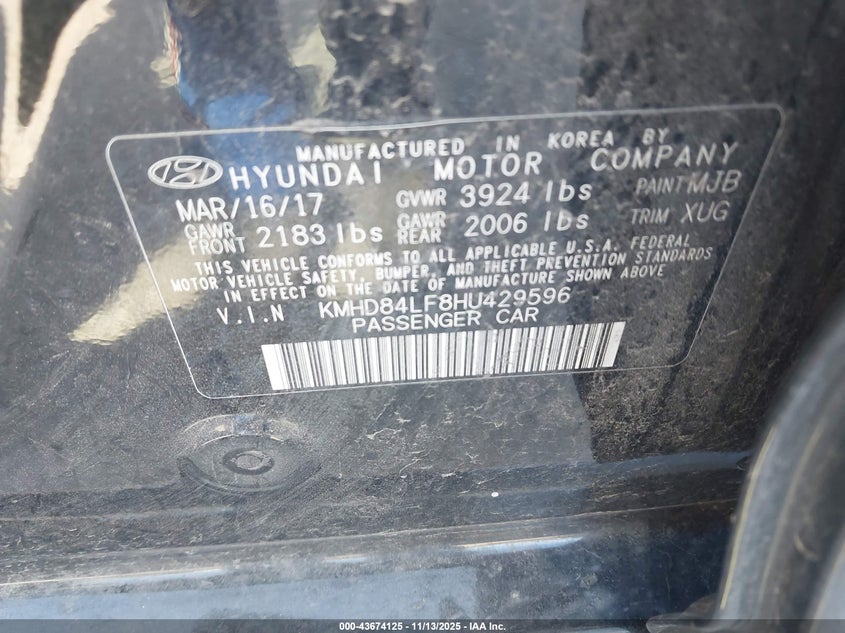 MANUFACTURED IN KOREA BY
HYUNDAI MOTOR COMPANY
MAR/16/17 GVWR 3924 lbs PAINT MJB
GAWR FRONT 2183 lbs GAWR REAR 2006 lbs TRIM XUG
THIS VEHICLE CONFORMS TO ALL APPLICABLE U.S.A. FEDERAL
MOTOR VEHICLE SAFETY, BUMPER, AND THEFT PREVENTION STANDARDS
IN EFFECT ON THE DATE OF MANUFACTURE SHOWN ABOVE
V.I.N KMHD84LF8HU429596
PASSENGER CAR
000-43674125 - 11/13/2025 - IAA Inc.